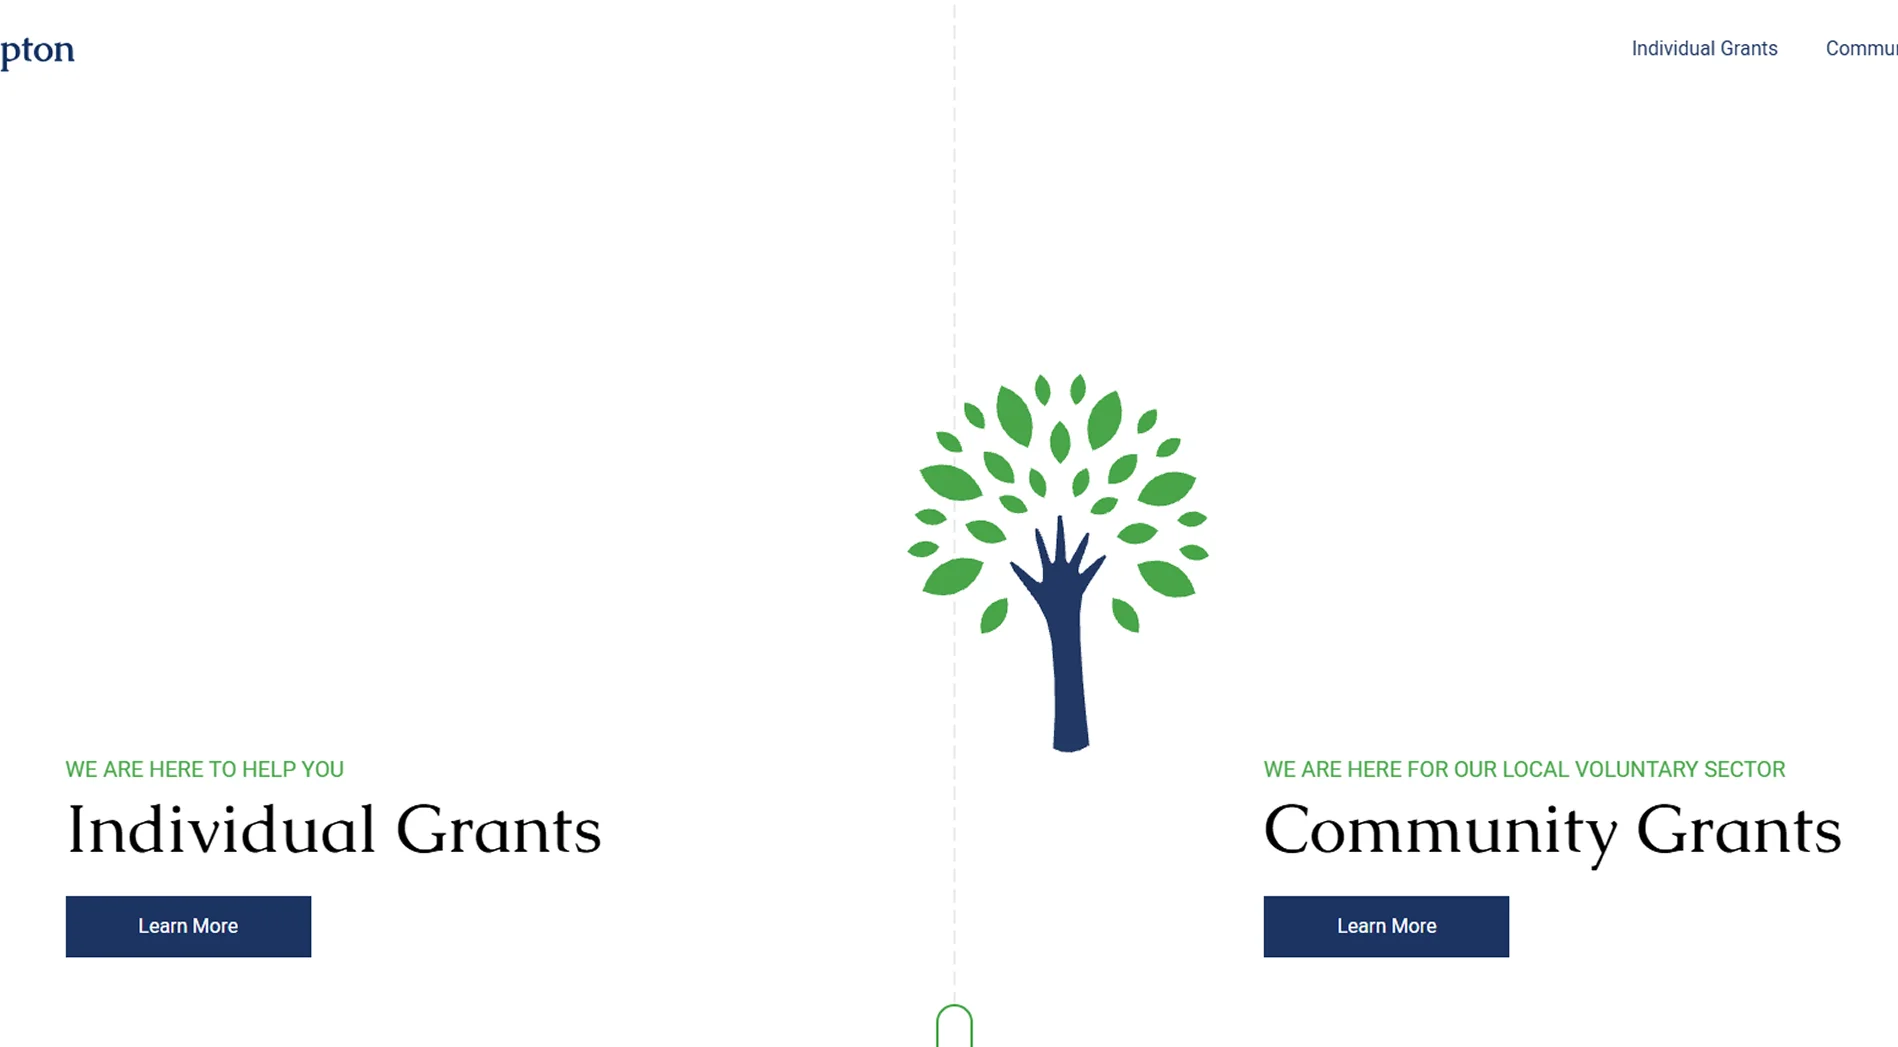 pton
Individual Grants
Commu
WE ARE HERE TO HELP YOU
Individual Grants
Learn More
WE ARE HERE FOR OUR LOCAL VOLUNTARY SECTOR
Community Grants
Learn More